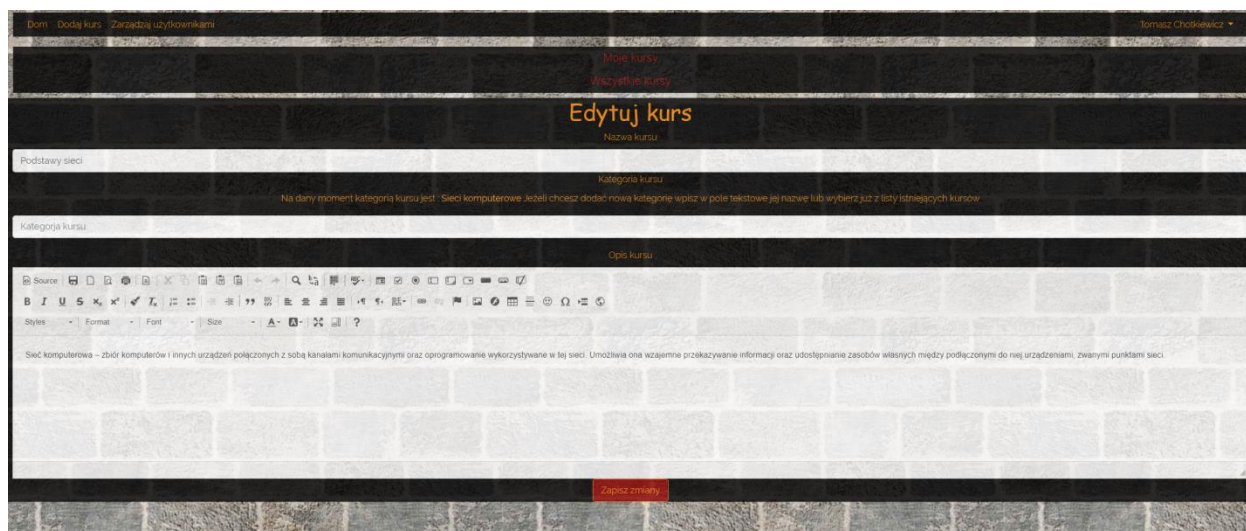 Dom Dodaj kurs Zarządzaj użytkownikami Tomasz Chotkiewicz
Moje kursy
Wszystkie kursy
Edytuj kurs
Nazwa kursu
Podstawy sieci
Kategoria kursu
Na dany moment kategorią kursu jest : Sieci komputerowe Jeżeli chcesz dodać nową kategorię wpisz w pole tekstowe jej nazwę lub wybierz już z listy istniejących kursów
Kategorja kursu
Opis kursu
Source
B I U S x₂ x² Tx
Styles Format Font Size A A ?
Sieć komputerowa – zbiór komputerów i innych urządzeń połączonych z sobą kanałami komunikacyjnymi oraz oprogramowanie wykorzystywane w tej sieci. Umożliwia ona wzajemne przekazywanie informacji oraz udostępnianie zasobów własnych między podłączonymi do niej urządzeniami, zwanymi punktami sieci.
Zapisz zmiany